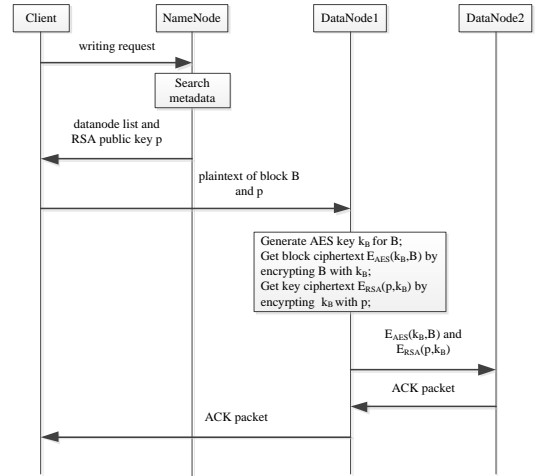 Client
NameNode
DataNode1
DataNode2
writing request
Search
metadata
datanode list and
RSA public key p
plaintext of block B
and p
Generate AES key kB for B;
Get block ciphertext EAES(kB,B) by
encrypting B with kB;
Get key ciphertext ERSA(p,kB) by
encyrpting kB with p;
EAES(kB,B) and
ERSA(p,kB)
ACK packet
ACK packet